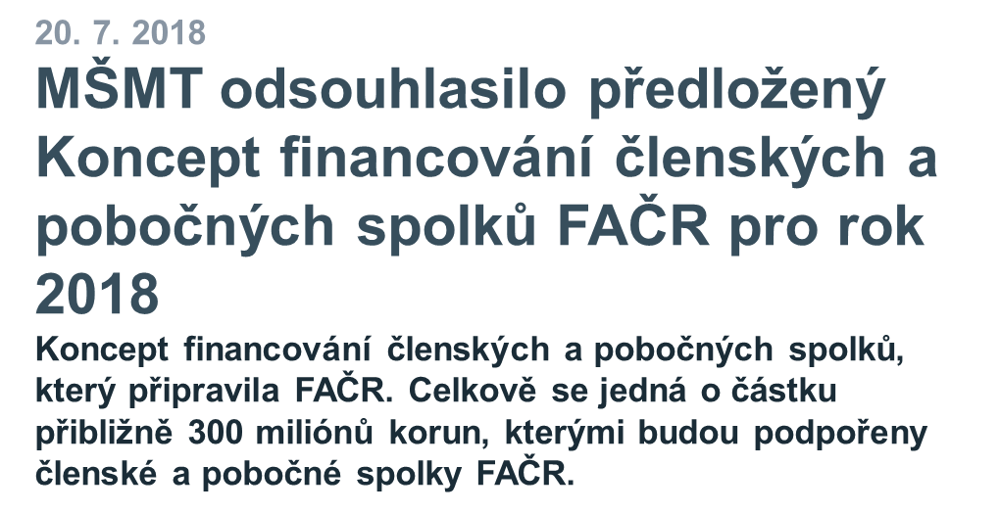 20. 7. 2018
MŠMT odsouhlasilo předložený
Koncept financování členských a
pobočných spolků FAČR pro rok
2018
Koncept financování členských a pobočných spolků,
který připravila FAČR. Celkově se jedná o částku
přibližně 300 miliónů korun, kterými budou podpořeny
členské a pobočné spolky FAČR.